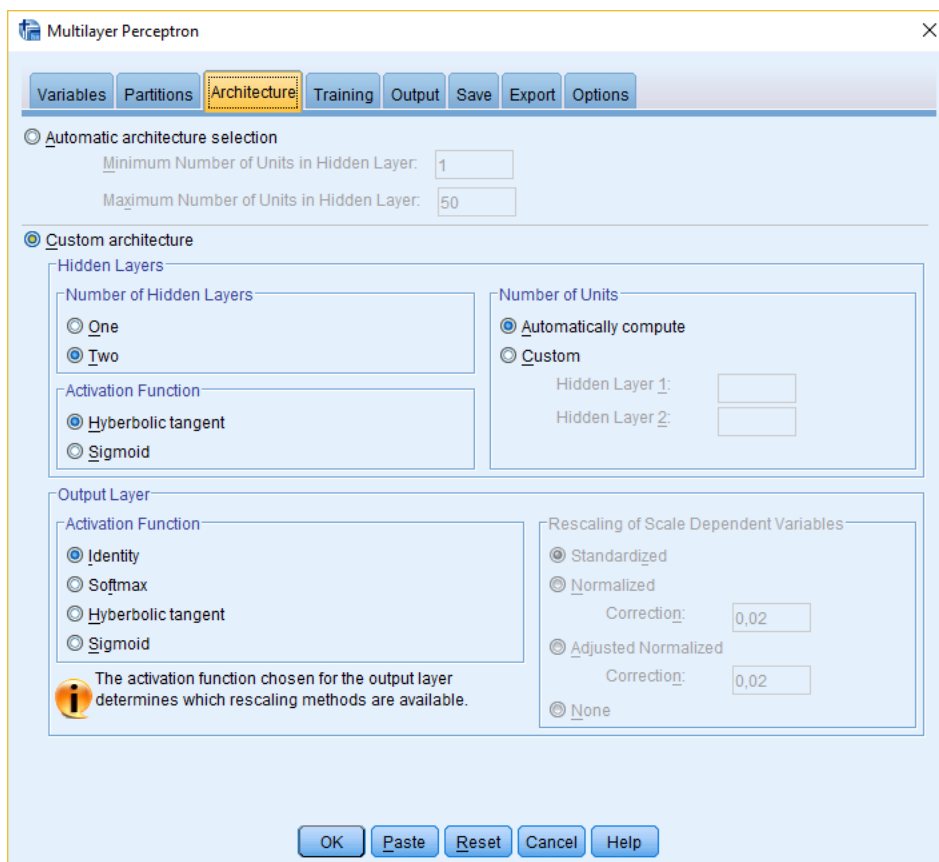 Multilayer Perceptron
Variables Partitions Architecture Training Output Save Export Options
Automatic architecture selection
Minimum Number of Units in Hidden Layer: 1
Maximum Number of Units in Hidden Layer: 50
Custom architecture
Hidden Layers
Number of Hidden Layers
One
Two
Activation Function
Hyberbolic tangent
Sigmoid
Number of Units
Automatically compute
Custom
Hidden Layer 1:
Hidden Layer 2:
Output Layer
Activation Function
Identity
Softmax
Hyberbolic tangent
Sigmoid
The activation function chosen for the output layer
determines which rescaling methods are available.
Rescaling of Scale Dependent Variables
Standardized
Normalized
Correction: 0,02
Adjusted Normalized
Correction: 0,02
None
OK Paste Reset Cancel Help